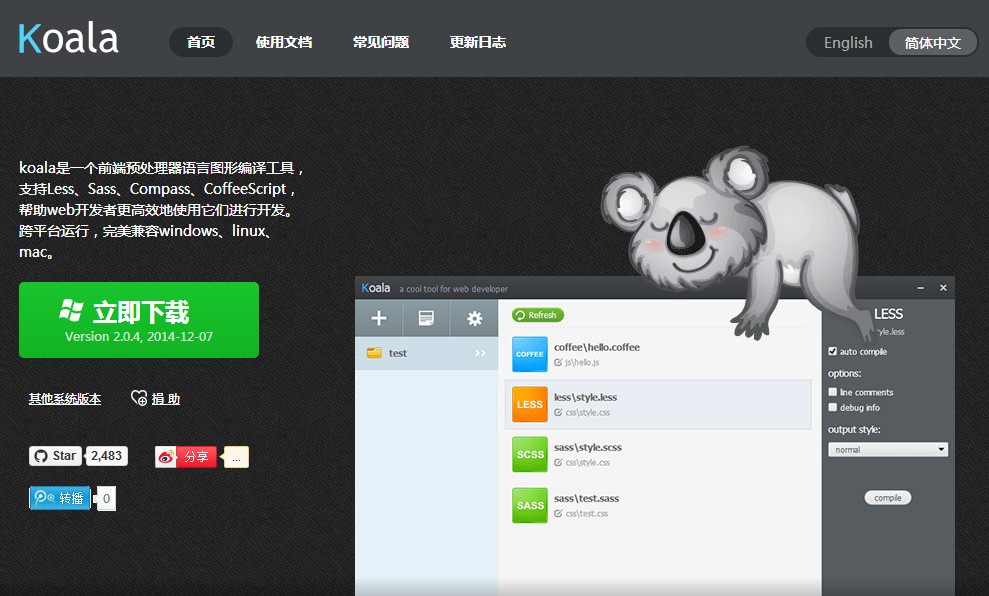 Koala
首页 使用文档 常见问题 更新日志
English 简体中文
koala是一个前端预处理器语言图形编译工具，
支持Less、Sass、Compass、CoffeeScript，
帮助web开发者更高效地使用它们进行开发。
跨平台运行，完美兼容windows、linux、
mac。
立即下载
Version 2.0.4, 2014-12-07
其他系统版本 捐 助
Star 2,483 分享 ...
转播 0
Koala a cool tool for web developer
test
Refresh
COFFEE
coffee\hello.coffee
js\hello.js
LESS
less\style.less
css\style.css
SCSS
sass\style.scss
css\style.css
SASS
sass\test.sass
css\test.css
LESS
yle.less
auto compile
options:
line comments
debug info
output style:
normal
compile